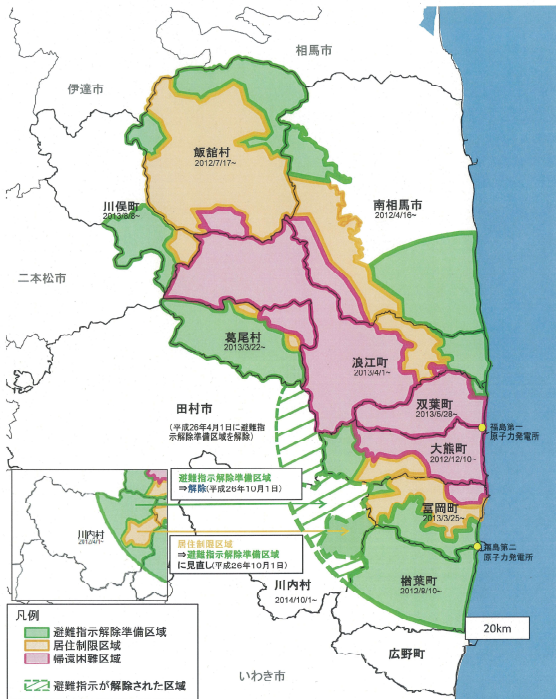 相馬市
伊達市
飯舘村
2012/7/17~
川俣町
2013/8/8~
南相馬市
2012/4/16~
二本松市
葛尾村
2013/3/22~
浪江町
2013/4/1~
田村市
(平成26年4月1日に避難指
示解除準備区域を解除)
双葉町
2013/5/28~
福島第一
原子力発電所
大熊町
2012/12/10~
避難指示解除準備区域
⇒解除(平成26年10月1日)
富岡町
2013/3/25~
川内村
居住制限区域
⇒避難指示解除準備区域
に見直し(平成26年10月1日)
福島第二
原子力発電所
川内村
2014/10/1~
楢葉町
2012/8/10~
20km
広野町
いわき市
凡例
避難指示解除準備区域
居住制限区域
帰還困難区域
避難指示が解除された区域